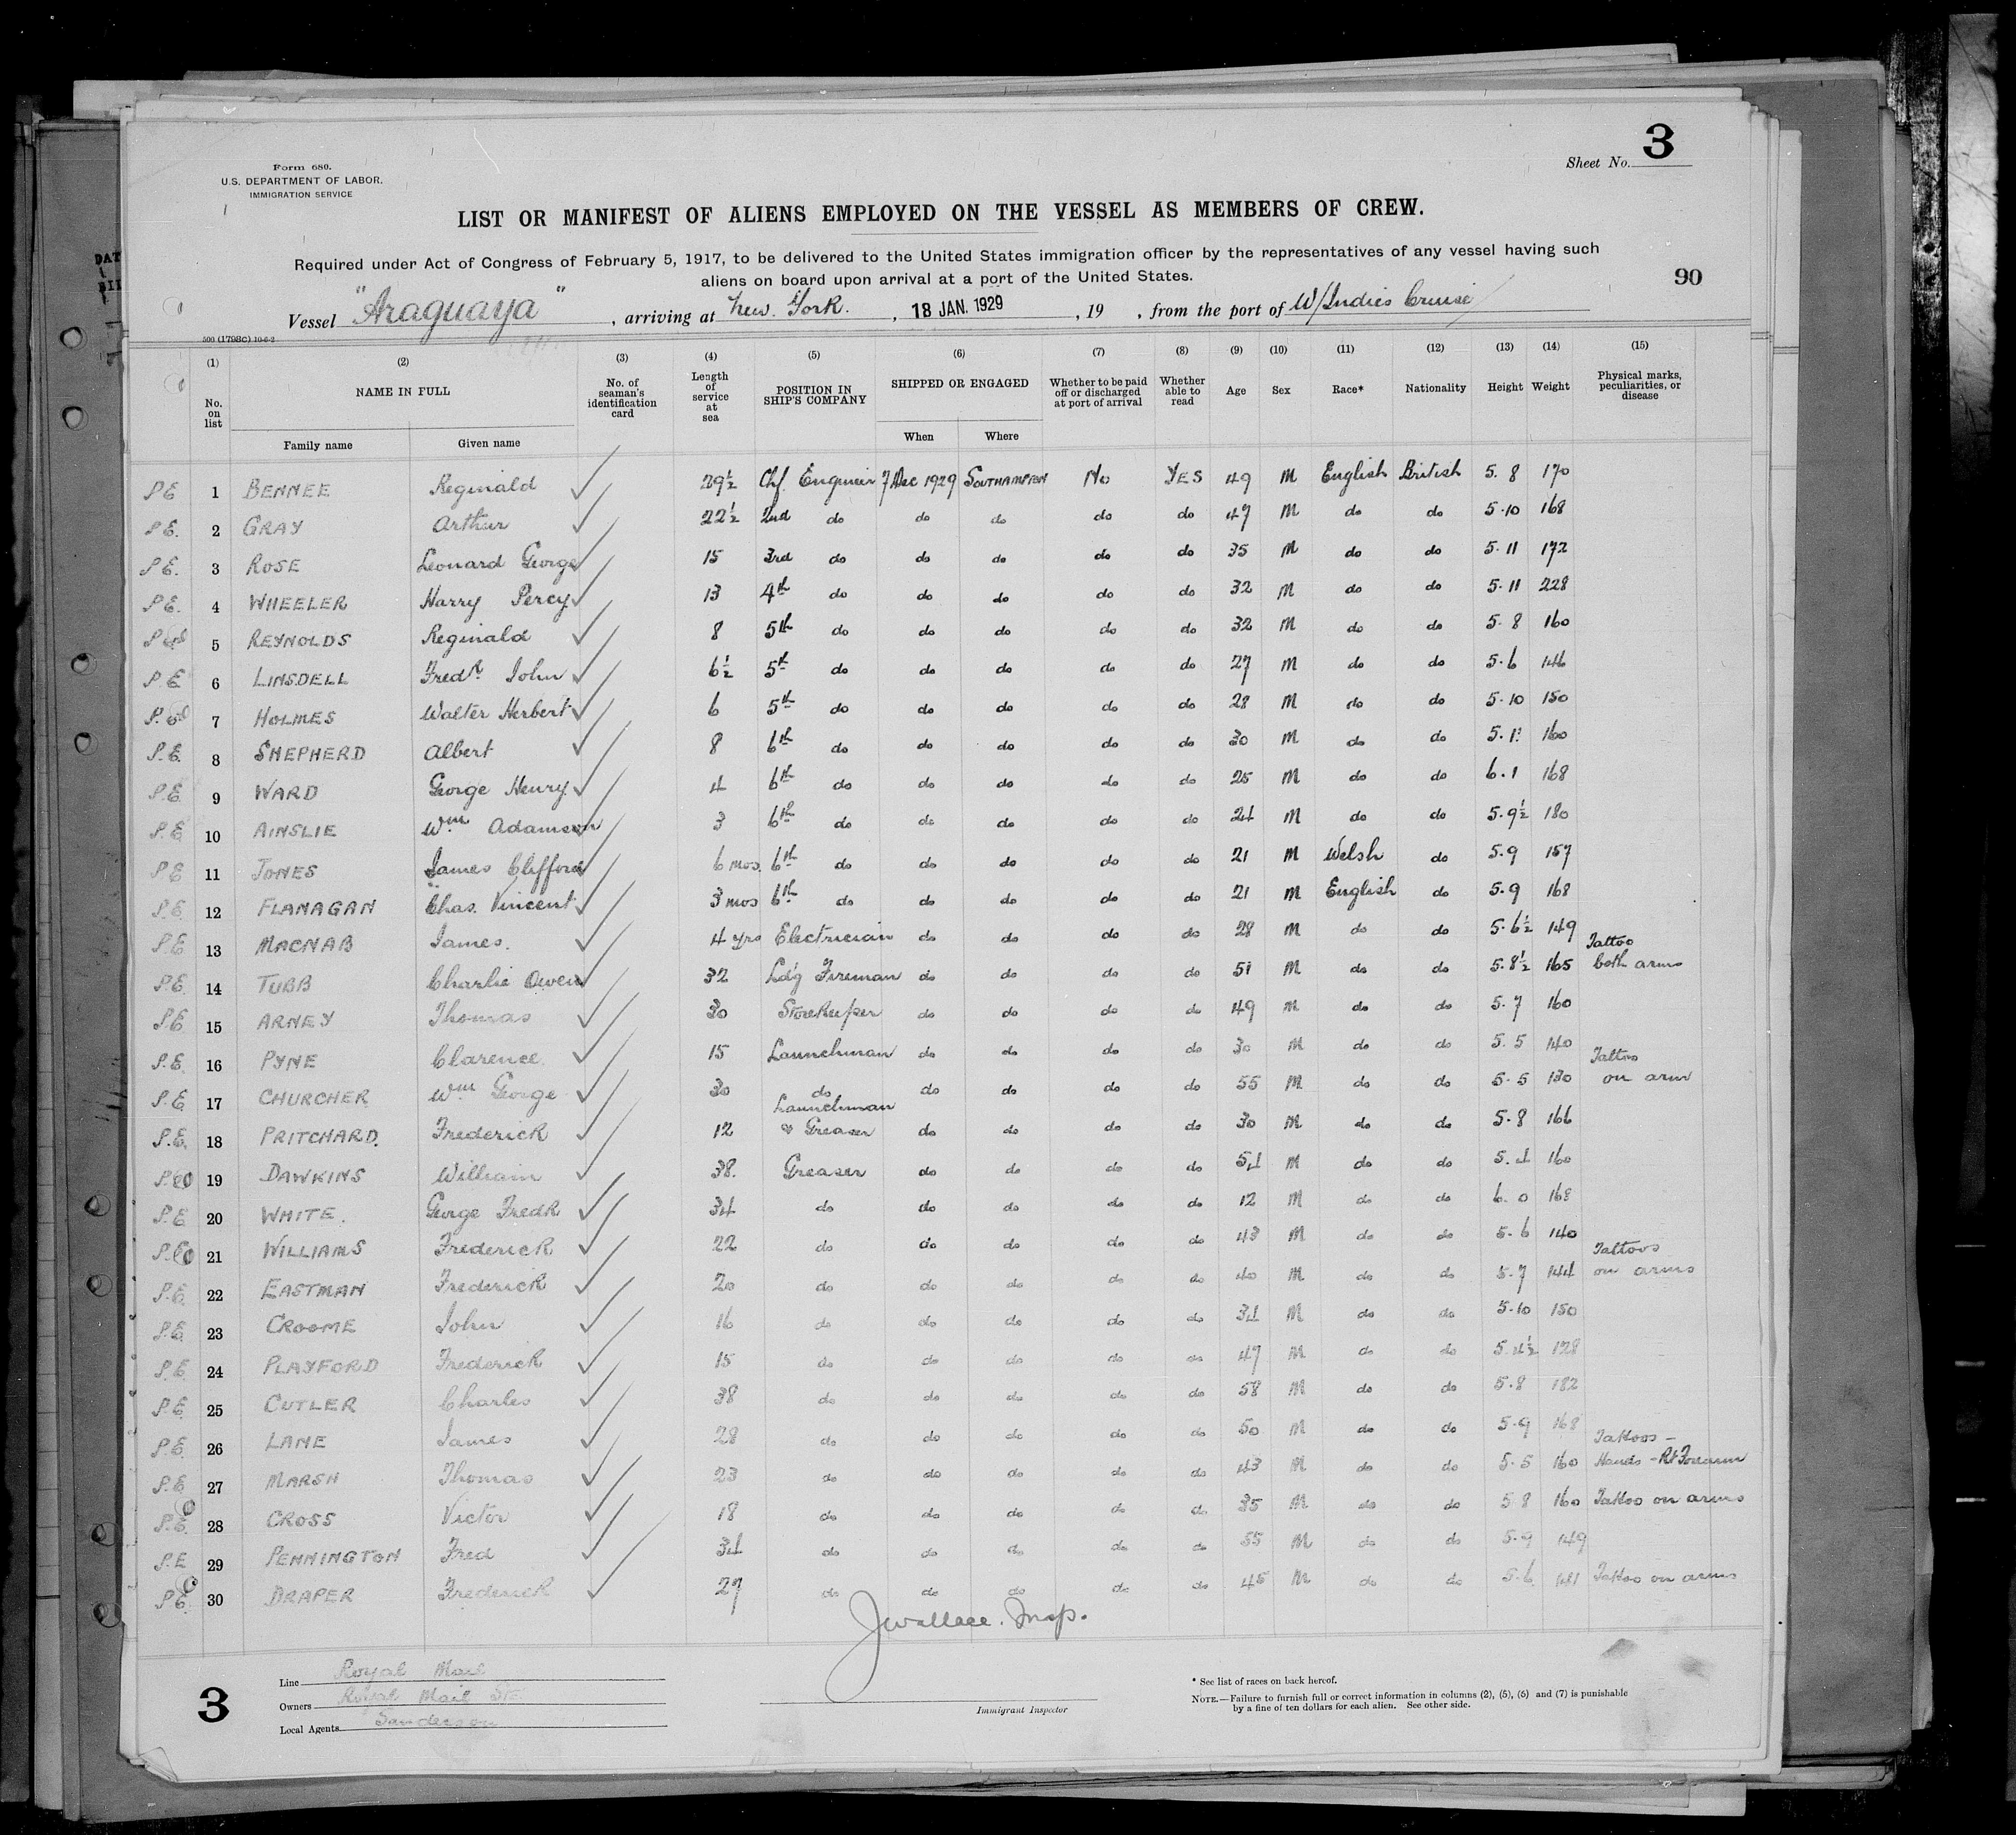 3
Sheet No.
Form 680.
U.S. DEPARTMENT OF LABOR.
IMMIGRATION SERVICE
LIST OR MANIFEST OF ALIENS EMPLOYED ON THE VESSEL AS MEMBERS OF CREW.
Required under Act of Congress of February 5, 1917, to be delivered to the United States immigration officer by the representatives of any vessel having such
aliens on board upon arrival at a port of the United States.
90
Vessel "Araguaya", arriving at New York., 18 JAN. 1929, 19 , from the port of W/Indies Cruise
500 (1798c) 10-6-2
(1) (2) (3) (4) (5) (6) (7) (8) (9) (10) (11) (12) (13) (14) (15)
No. on list NAME IN FULL Family name Given name No. of seaman's identification card Length of service at sea POSITION IN SHIP'S COMPANY SHIPPED OR ENGAGED When Where Whether to be paid off or discharged at port of arrival Whether able to read Age Sex Race* Nationality Height Weight Physical marks, peculiarities, or disease
PE 1 BENNEE Reginald 29½ Chf. Engineer 7 Dec 1929 SOUTHAMPTON No YES 49 M English British 5.8 170
P.E. 2 GRAY Arthur 22½ 2nd do do do do do 47 M do do 5.10 168
P.E. 3 ROSE Leonard George 15 3rd do do do do do 35 M do do 5.11 172
P.E. 4 WHEELER Harry Percy 13 4th do do do do do 32 M do do 5.11 228
5 REYNOLDS Reginald 8 5th do do do do do 32 M do do 5.8 160
P.E 6 LINSDELL Fredk John 6½ 5th do do do do do 27 M do do 5.6 146
7 HOLMES Walter Herbert 6 5th do do do do do 28 M do do 5.10 150
P.E. 8 SHEPHERD Albert 8 6th do do do do do 30 M do do 160
P.E. 9 WARD George Henry 4 6th do do do do do 25 M do do 6.1 168
P.E 10 AINSLIE Wm Adamson 3 6th do do do do do 24 M do do 5.9½ 180
P.E 11 JONES James Clifford 6 mos. 6th do do do do do 21 M Welsh do 5.9 157
P.E. 12 FLANAGAN Chas. Vincent 3 mos 6th do do do do do 21 M English do 5.9 168
P.E 13 MACNAB James. 4 yrs Electrician do do do do 28 M do do 5.6½ 149
P.E. 14 TUBB Charlie Owen 32 Ldg Fireman do do do do 51 M do do 5.8½ 165 Tattoo both arms
P.E 15 ARNEY Thomas 30 Storekeeper do do do do 49 M do do 5.7 160
P.E. 16 PYNE Clarence. 15 Launchman do do do do 30 M do do 5.5 140
P.E. 17 CHURCHER Wm George 30 do do do do do 55 M do do 5.5 130 Tattoo on arm
P.E. 18 PRITCHARD. Frederick 12 Launchman & Greaser do do do do 30 M do do 5.8 166
19 DAWKINS William 38. Greaser do do do do 54 M do do 5.4 160
P.E 20 WHITE. George Fredk 34 do do do do do 12 M do do 6.0 168
21 WILLIAMS Frederick 22 do do do do do 43 M do do 5.6 140
P.E. 22 EASTMAN Frederick 20 do do do do do 40 M do do 5.7 144 Tattoos on arms
P.E. 23 CROOME John 16 do do do do do 34 M do do 5.10 150
P.E. 24 PLAYFORD Frederick 15 do do do do do 47 M do do 5.4½ 128
P.E. 25 CUTLER Charles 38 do do do do do 58 M do do 5.8 182
P.E. 26 LANE James 28 do do do do do 50 M do do 5.9 168
P.E 27 MARSH Thomas 23 do do do do do 43 M do do 5.5 160 Tattoos - Hands - Rt Forearm
P.E. 28 CROSS Victor 18 do do do do do 35 M do do 5.8 160 Tattoo on arms
P.E 29 PENNINGTON Fred 34 do do do do do 55 M do do 5.9 149
P.E. 30 DRAPER Frederick 27 do do do do do 45 M do do 5.6 141 Tattoo on arms
J Wallace. Insp.
Immigrant Inspector
3
Line Royal Mail
Owners Royal Mail St
Local Agents Sanderson
* See list of races on back hereof.
NOTE.—Failure to furnish full or correct information in columns (2), (5), (6) and (7) is punishable
by a fine of ten dollars for each alien. See other side.